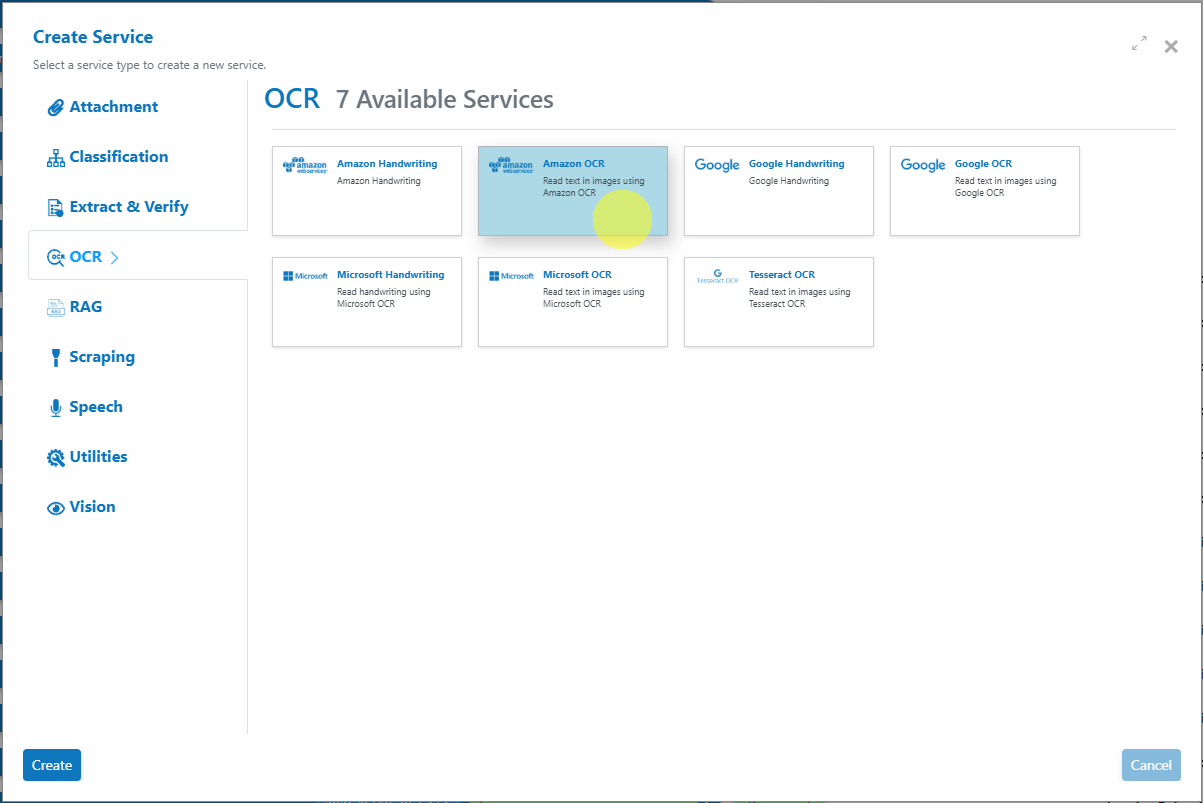 Create Service
Select a service type to create a new service.
Attachment
Classification
Extract & Verify
OCR
RAG
Scraping
Speech
Utilities
Vision
OCR 7 Available Services
amazon webservices
Amazon Handwriting
Amazon Handwriting
amazon webservices
Amazon OCR
Read text in images using
Amazon OCR
Google
Google Handwriting
Google Handwriting
Google
Google OCR
Read text in images using
Google OCR
Microsoft
Microsoft Handwriting
Read handwriting using
Microsoft OCR
Microsoft
Microsoft OCR
Read text in images using
Microsoft OCR
G
Tesseract OCR
Tesseract OCR
Read text in images using
Tesseract OCR
Create
Cancel